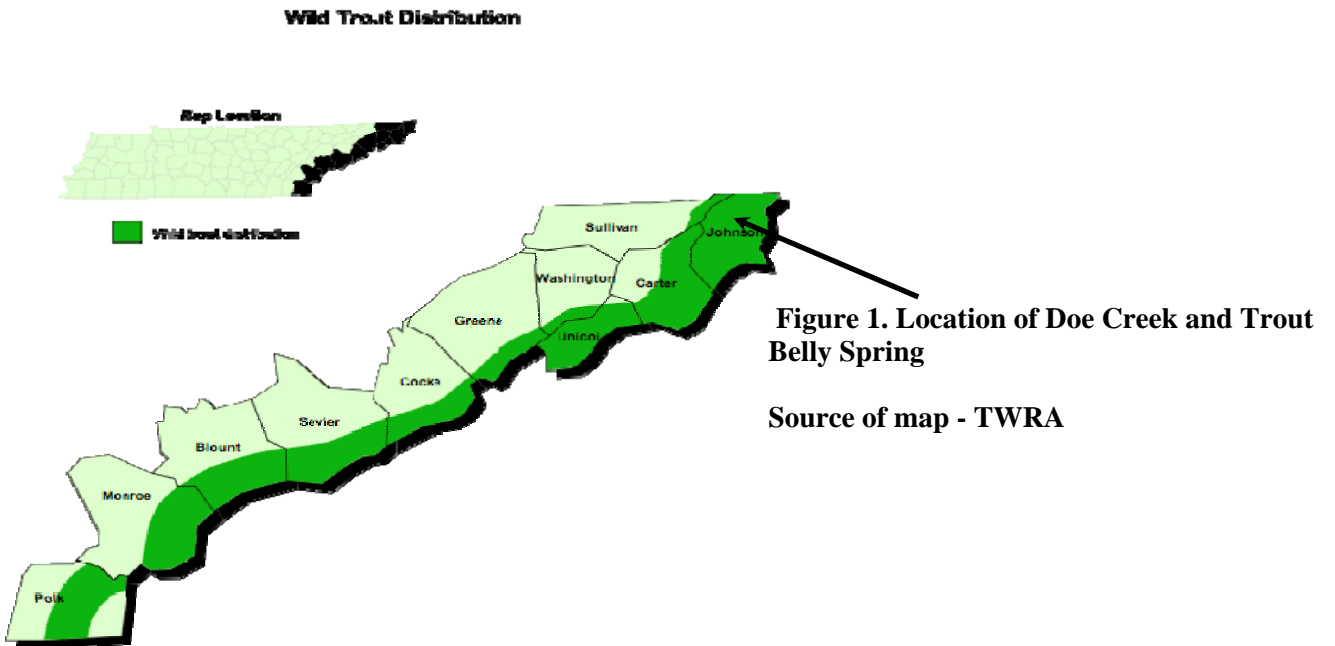 Wild Trout Distribution
Map Location
Wild trout distribution
Sullivan
Johnson
Washington
Carter
Greene
Unicoi
Cocke
Sevier
Blount
Monroe
Polk
Figure 1. Location of Doe Creek and Trout
Belly Spring
Source of map - TWRA